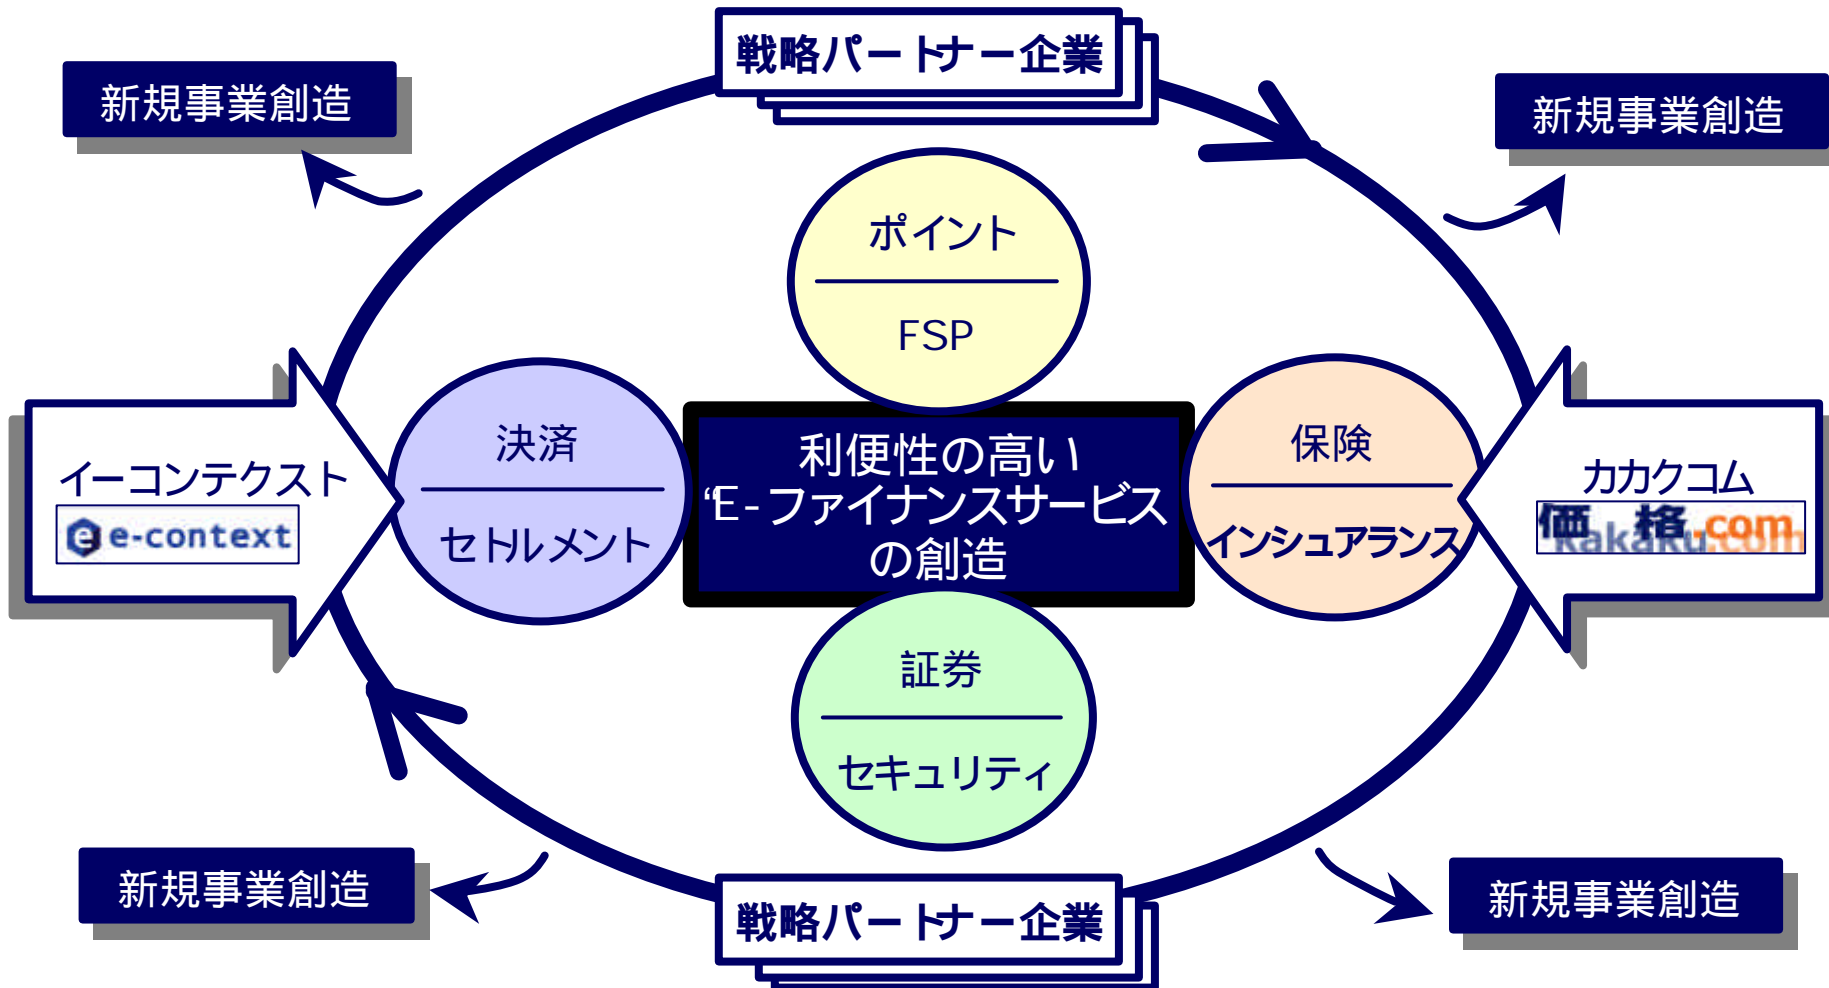 戦略パートナー企業
新規事業創造
新規事業創造
ポイント
FSP
決済
セトルメント
利便性の高い
“E-ファイナンスサービス
の創造
保険
インシュアランス
イーコンテクスト
e e-context
カカクコム
価格.com
kakaku.com
証券
セキュリティ
新規事業創造
新規事業創造
戦略パートナー企業